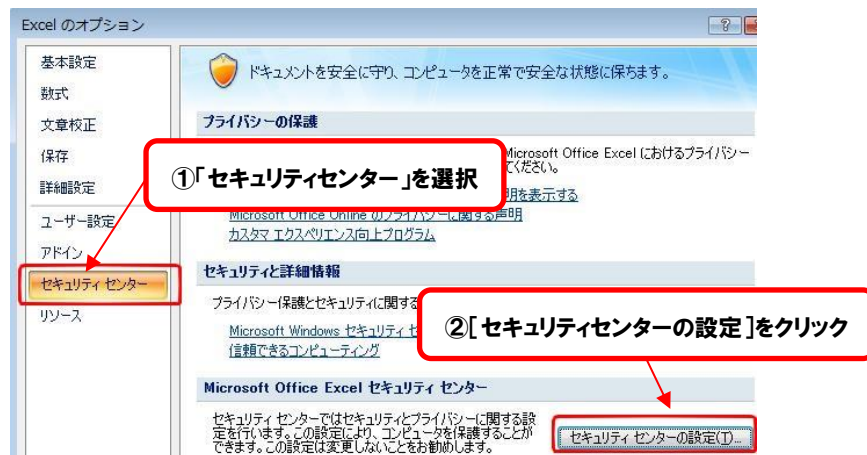 Excel のオプション
基本設定
数式
文章校正
保存
詳細設定
ユーザー設定
アドイン
セキュリティ センター
リソース
ドキュメントを安全に守り、コンピュータを正常で安全な状態に保ちます。
プライバシーの保護
Microsoft Office Excel におけるプライバシー
てください。
①「セキュリティセンター」を選択
明を表示する
Microsoft Office Online のプライバシーに関する声明
カスタマ エクスペリエンス向上プログラム
セキュリティと詳細情報
プライバシー保護とセキュリティに関する
Microsoft Windows セキュリティ セ
信頼できるコンピューティング
②[セキュリティセンターの設定]をクリック
Microsoft Office Excel セキュリティ センター
セキュリティ センターではセキュリティとプライバシーに関する設
定を行います。この設定により、コンピュータを保護することが
できます。この設定は変更しないことをお勧めします。
セキュリティ センターの設定(T)...